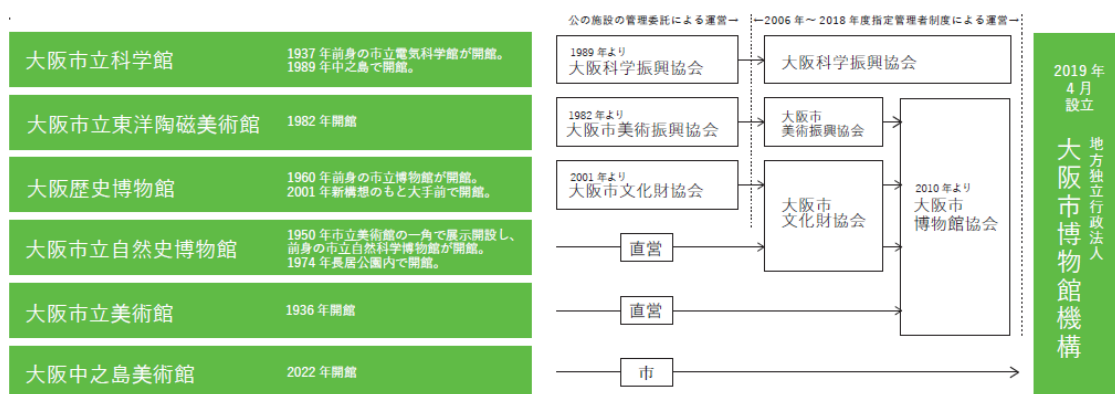 公の施設の管理委託による運営→
←2006年～2018年度指定管理者制度による運営→
大阪市立科学館
1937年前身の市立電気科学館が開館。
1989年中之島で開館。
1989年より
大阪科学振興協会
大阪科学振興協会
大阪市立東洋陶磁美術館
1982年開館
1982年より
大阪市美術振興協会
大阪市
美術振興協会
大阪歴史博物館
1960年前身の市立博物館が開館。
2001年新構想のもと大手前で開館。
2001年より
大阪市文化財協会
大阪市
文化財協会
2010年より
大阪市
博物館協会
大阪市立自然史博物館
1950年市立美術館の一角で展示開設し、
前身の市立自然科学博物館が開館。
1974年長居公園内で開館。
直営
大阪市立美術館
1936年開館
直営
大阪中之島美術館
2022年開館
市
2019年
4月
設立
地方独立行政法人
大阪市博物館機構